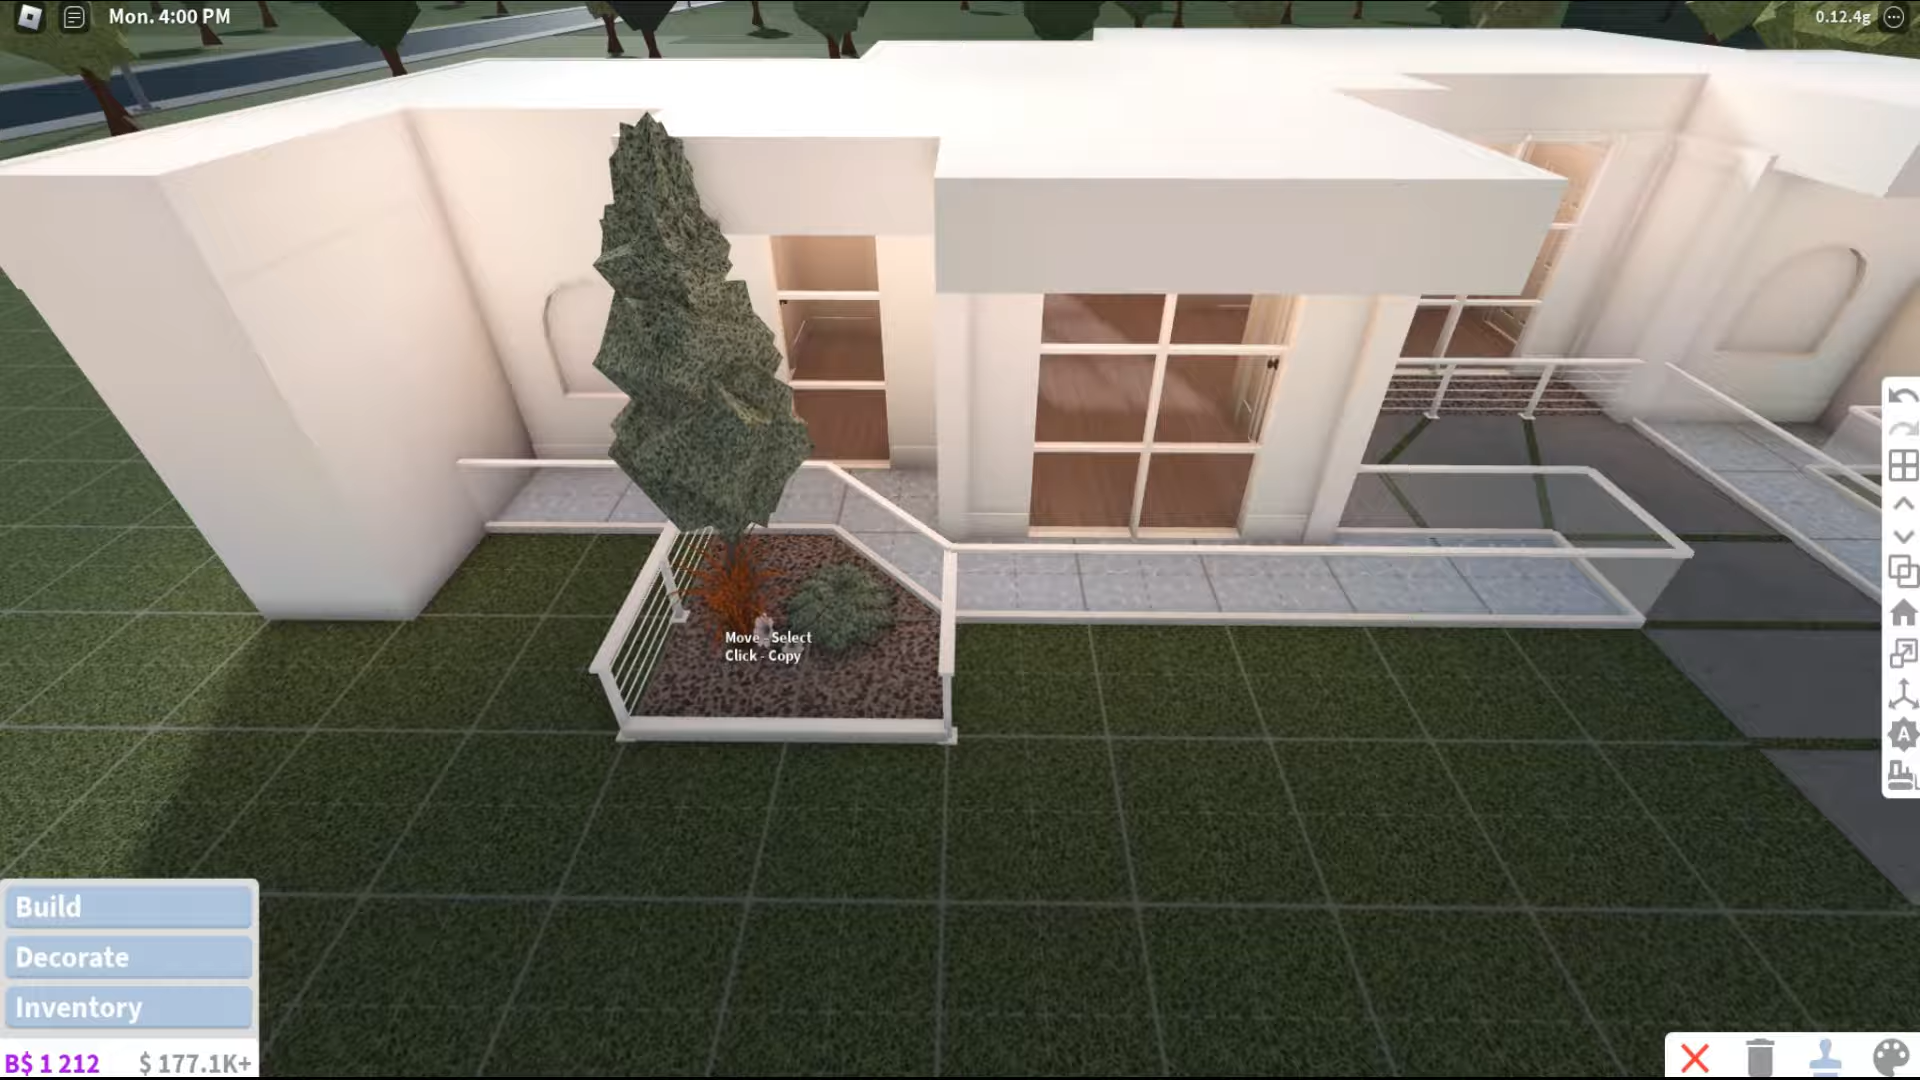 Mon. 4:00 PM
0.12.4g
Move - Select
Click - Copy
A
Build
Decorate
Inventory
B$ 1 212
$ 177.1K+